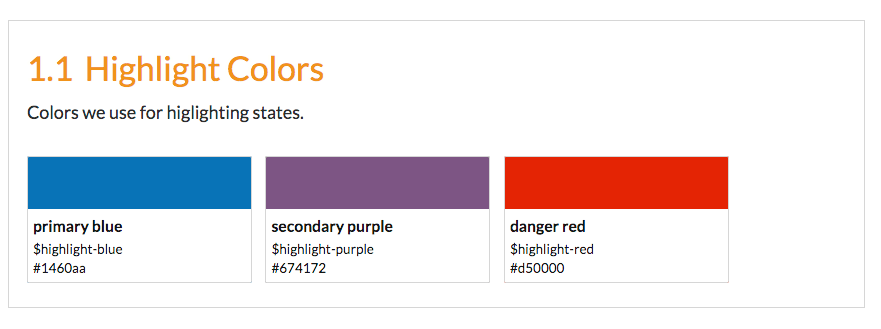 1.1 Highlight Colors
Colors we use for higlighting states.
primary blue
$highlight-blue
#1460aa
secondary purple
$highlight-purple
#674172
danger red
$highlight-red
#d50000